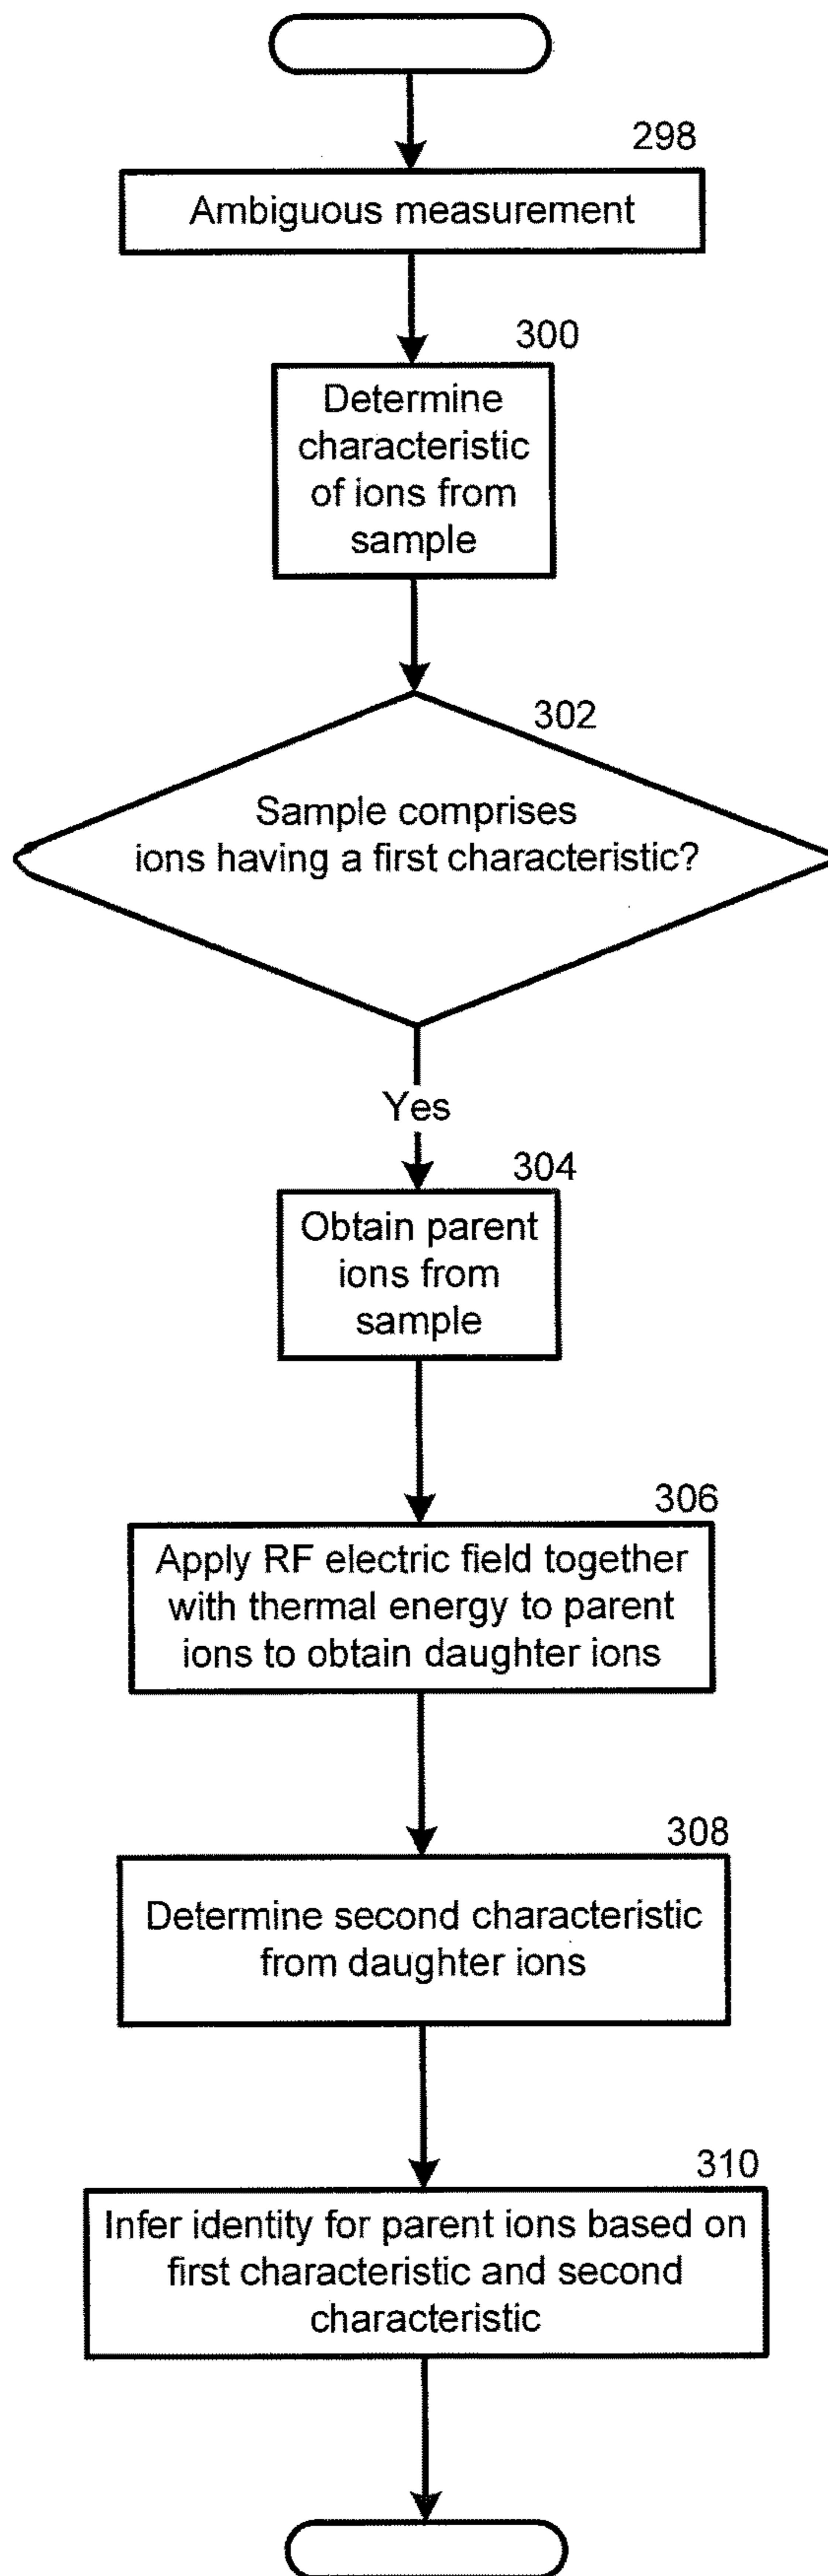 298
Ambiguous measurement
300
Determine
characteristic
of ions from
sample
302
Sample comprises
ions having a first characteristic?
Yes
304
Obtain parent
ions from
sample
306
Apply RF electric field together
with thermal energy to parent
ions to obtain daughter ions
308
Determine second characteristic
from daughter ions
310
Infer identity for parent ions based on
first characteristic and second
characteristic